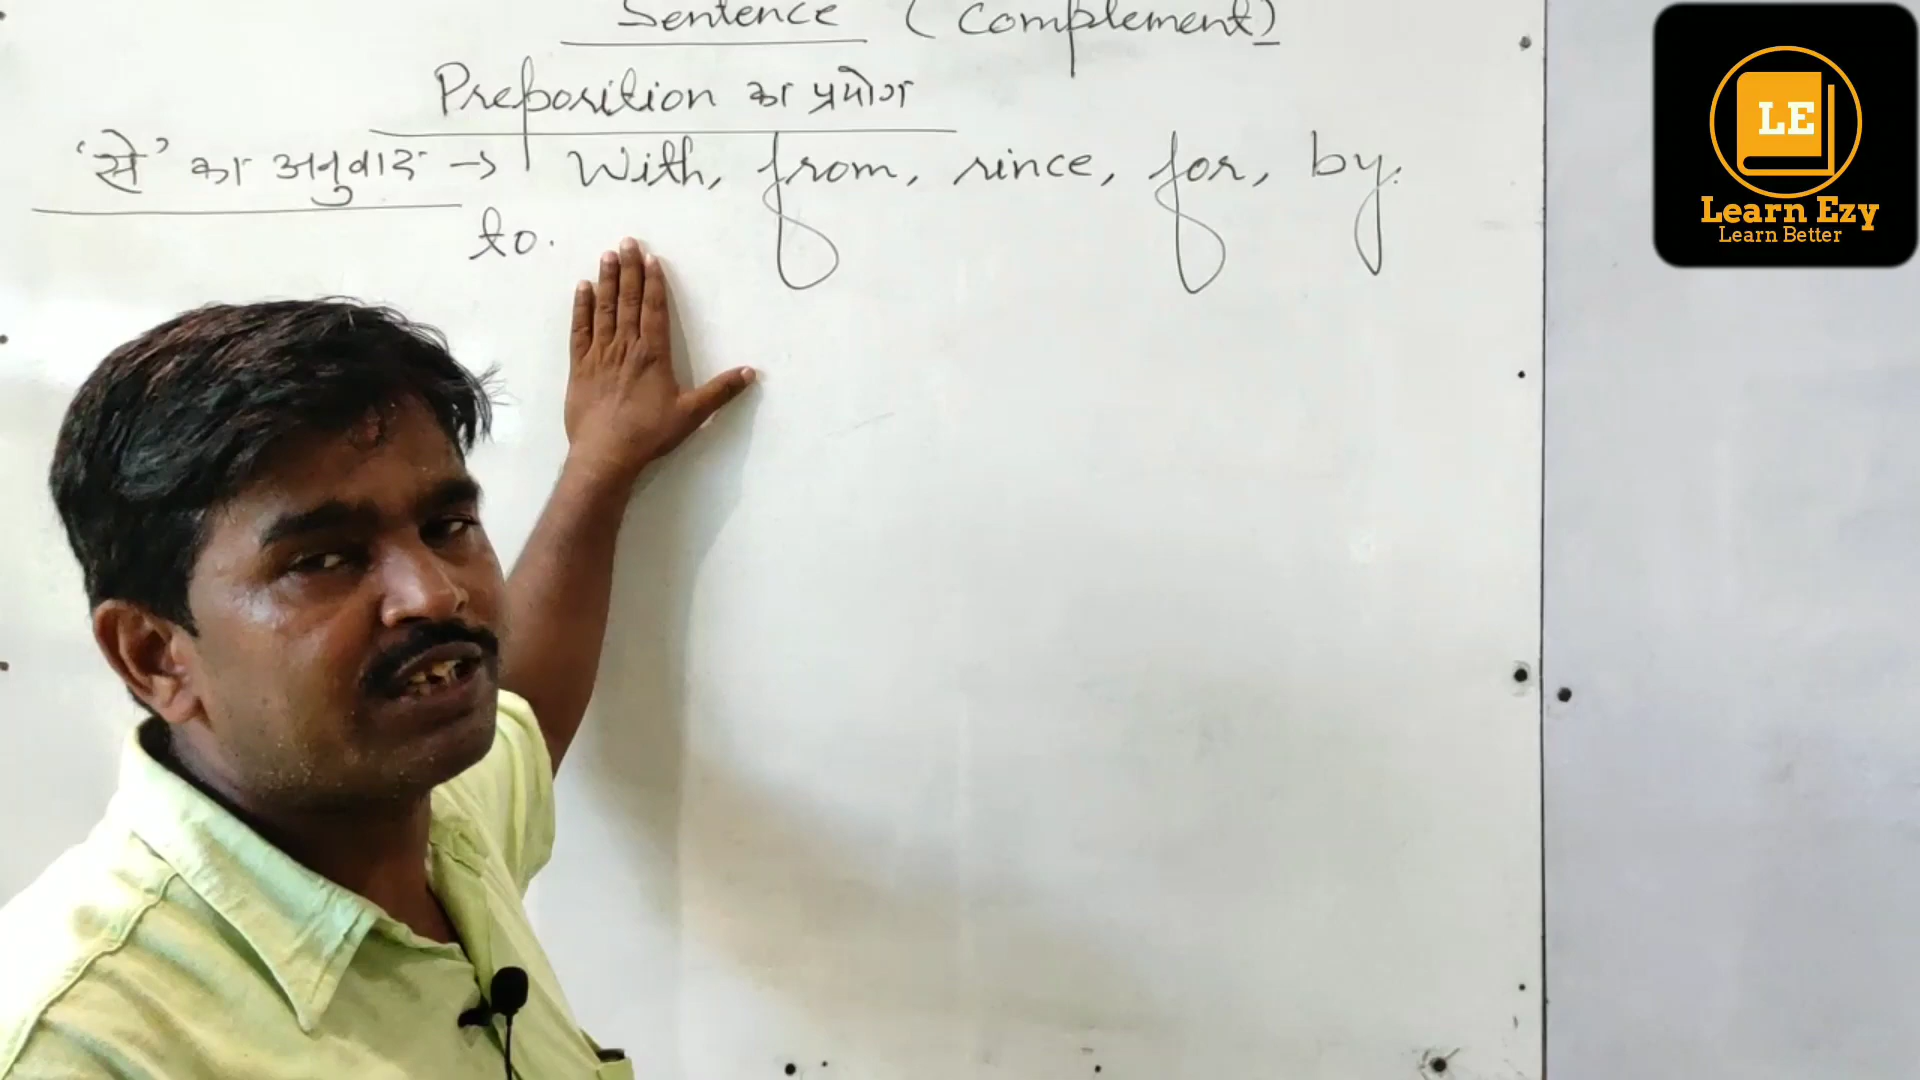 Sentence (Complement)
Preposition का प्रयोग
'से' का अनुवाद → With, from, since, for, by.
to.
LE
Learn Ezy
Learn Better